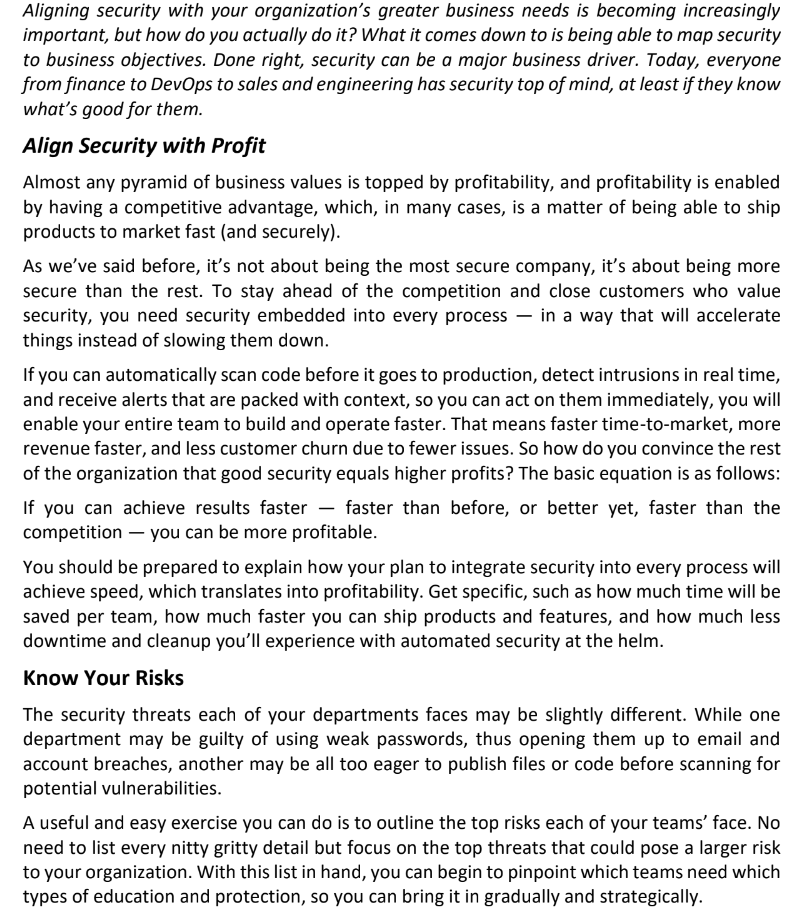 Aligning security with your organization’s greater business needs is becoming increasingly
important, but how do you actually do it? What it comes down to is being able to map security
to business objectives. Done right, security can be a major business driver. Today, everyone
from finance to DevOps to sales and engineering has security top of mind, at least if they know
what’s good for them.
Align Security with Profit
Almost any pyramid of business values is topped by profitability, and profitability is enabled
by having a competitive advantage, which, in many cases, is a matter of being able to ship
products to market fast (and securely).
As we’ve said before, it’s not about being the most secure company, it’s about being more
secure than the rest. To stay ahead of the competition and close customers who value
security, you need security embedded into every process — in a way that will accelerate
things instead of slowing them down.
If you can automatically scan code before it goes to production, detect intrusions in real time,
and receive alerts that are packed with context, so you can act on them immediately, you will
enable your entire team to build and operate faster. That means faster time-to-market, more
revenue faster, and less customer churn due to fewer issues. So how do you convince the rest
of the organization that good security equals higher profits? The basic equation is as follows:
If you can achieve results faster — faster than before, or better yet, faster than the
competition — you can be more profitable.
You should be prepared to explain how your plan to integrate security into every process will
achieve speed, which translates into profitability. Get specific, such as how much time will be
saved per team, how much faster you can ship products and features, and how much less
downtime and cleanup you’ll experience with automated security at the helm.
Know Your Risks
The security threats each of your departments faces may be slightly different. While one
department may be guilty of using weak passwords, thus opening them up to email and
account breaches, another may be all too eager to publish files or code before scanning for
potential vulnerabilities.
A useful and easy exercise you can do is to outline the top risks each of your teams’ face. No
need to list every nitty gritty detail but focus on the top threats that could pose a larger risk
to your organization. With this list in hand, you can begin to pinpoint which teams need which
types of education and protection, so you can bring it in gradually and strategically.